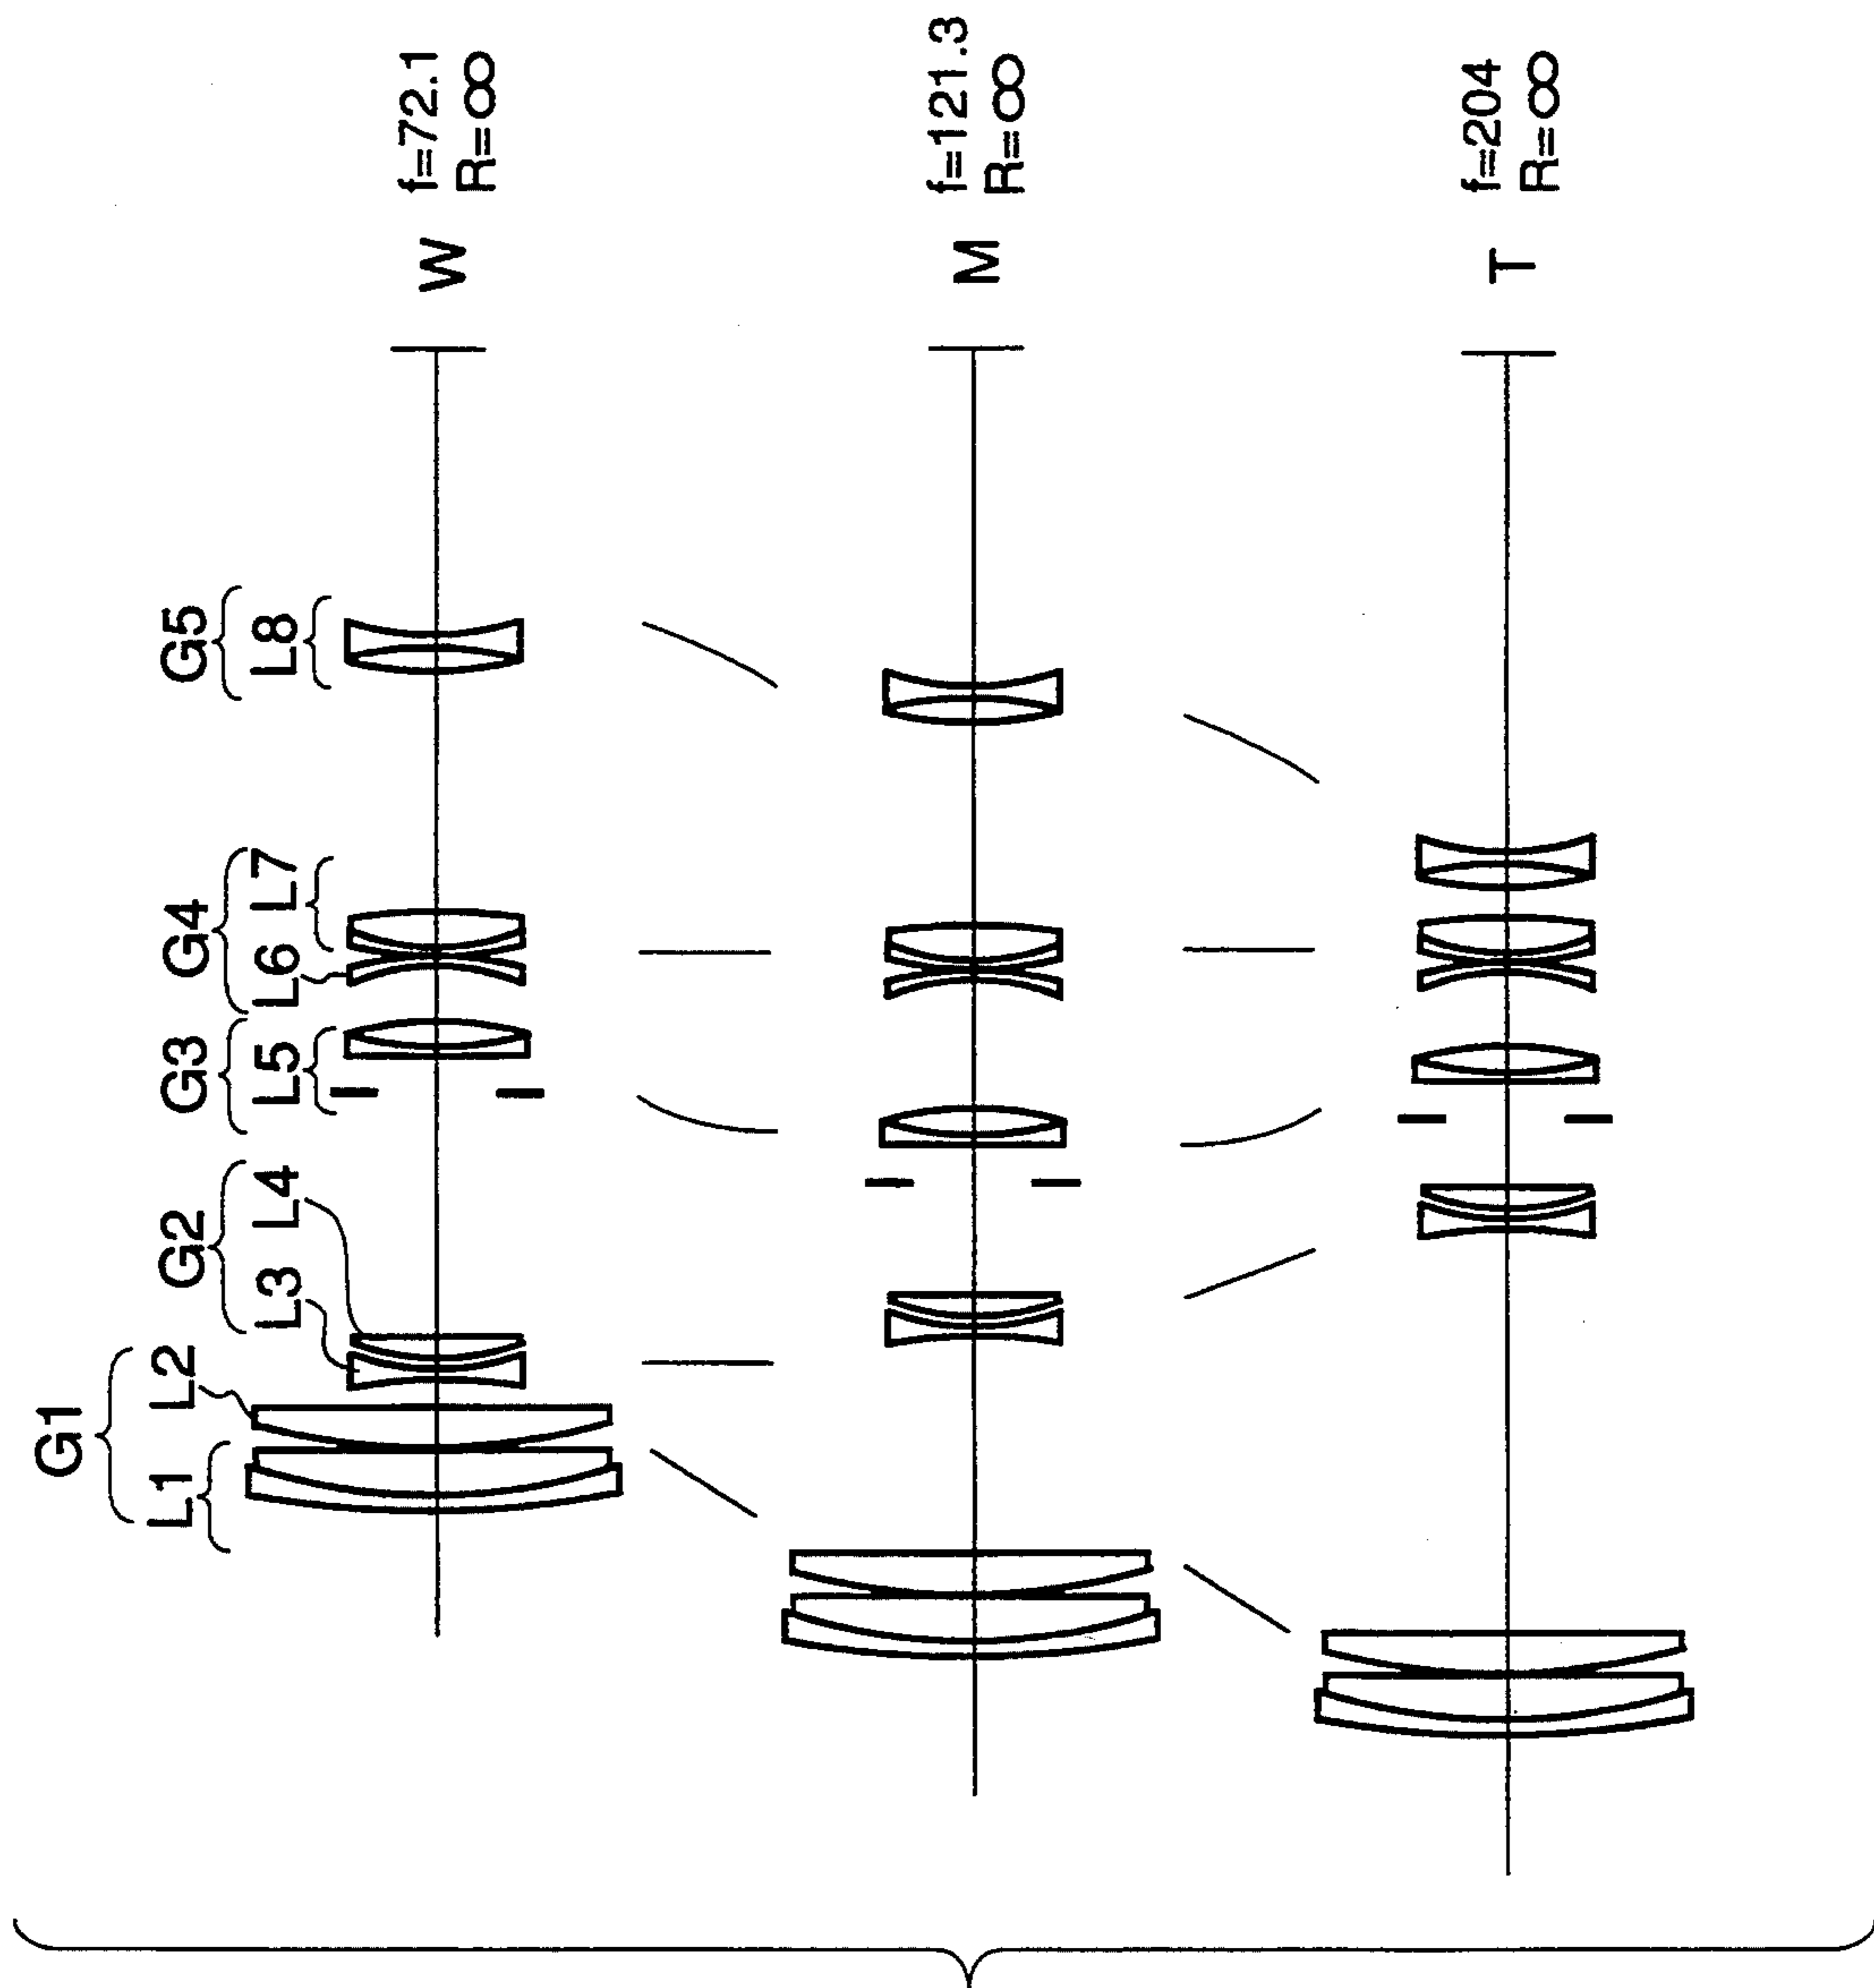 G1
G2
G3
G4
G5
L1
L2
L3
L4
L5
L6
L7
L8
W
f=72.1
R=∞
M
f=121.3
R=∞
T
f=204
R=∞